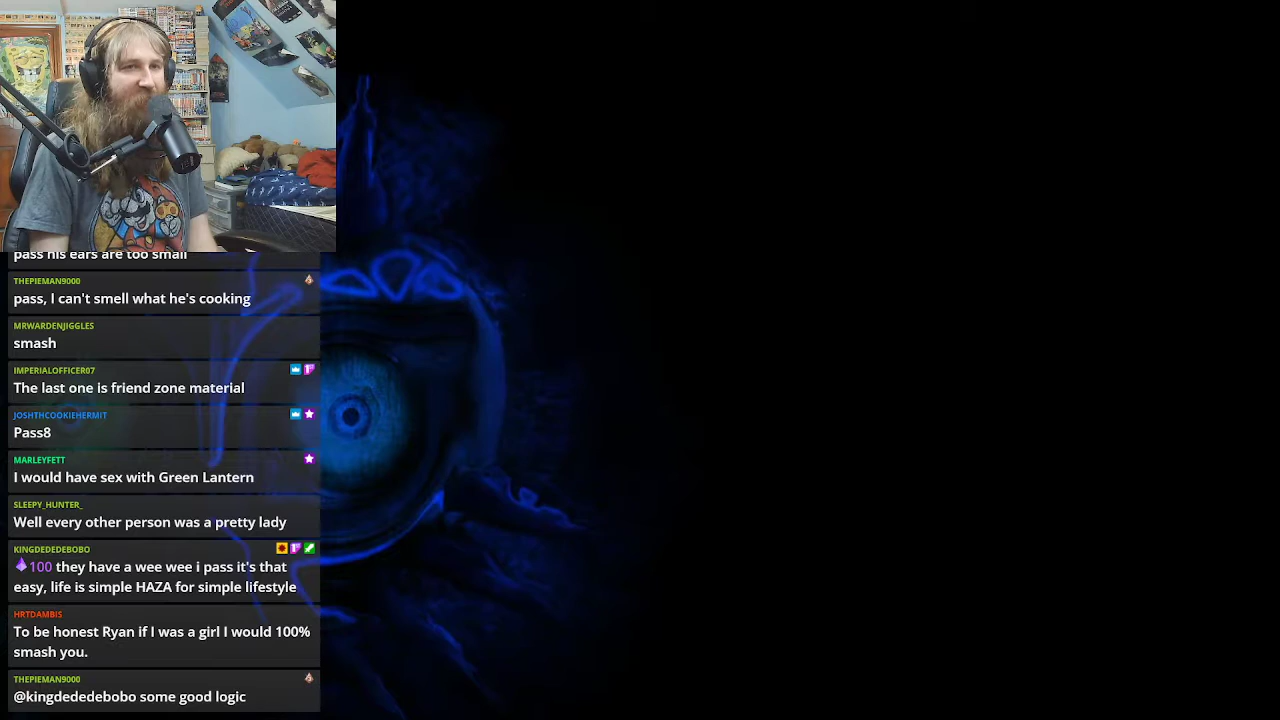 pass his ears are too small
THEPIEMAN9000
pass, I can't smell what he's cooking
MRWARDENJIGGLES
smash
IMPERIALOFFICER07
The last one is friend zone material
JOSHTHCOOKIEHERMIT
Pass8
MARLEYFETT
I would have sex with Green Lantern
SLEEPY_HUNTER_
Well every other person was a pretty lady
KINGDEDEDEBOBO
100 they have a wee wee i pass it's that
easy, life is simple HAZA for simple lifestyle
HRTDAMBIS
To be honest Ryan if I was a girl I would 100%
smash you.
THEPIEMAN9000
@kingdededebobo some good logic